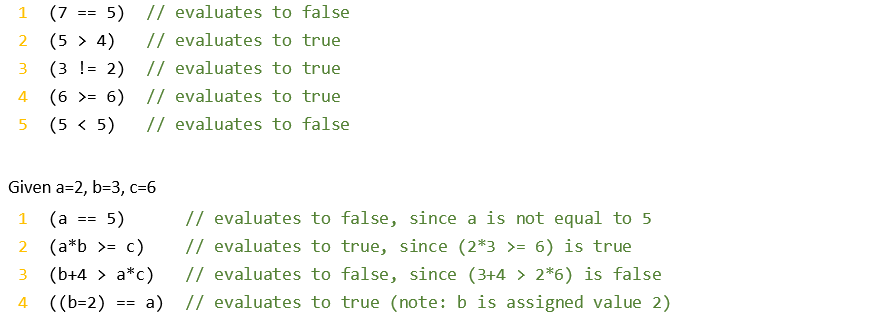 1 (7 == 5) // evaluates to false
2 (5 > 4) // evaluates to true
3 (3 != 2) // evaluates to true
4 (6 >= 6) // evaluates to true
5 (5 < 5) // evaluates to false
Given a=2, b=3, c=6
1 (a == 5) // evaluates to false, since a is not equal to 5
2 (a*b >= c) // evaluates to true, since (2*3 >= 6) is true
3 (b+4 > a*c) // evaluates to false, since (3+4 > 2*6) is false
4 ((b=2) == a) // evaluates to true (note: b is assigned value 2)